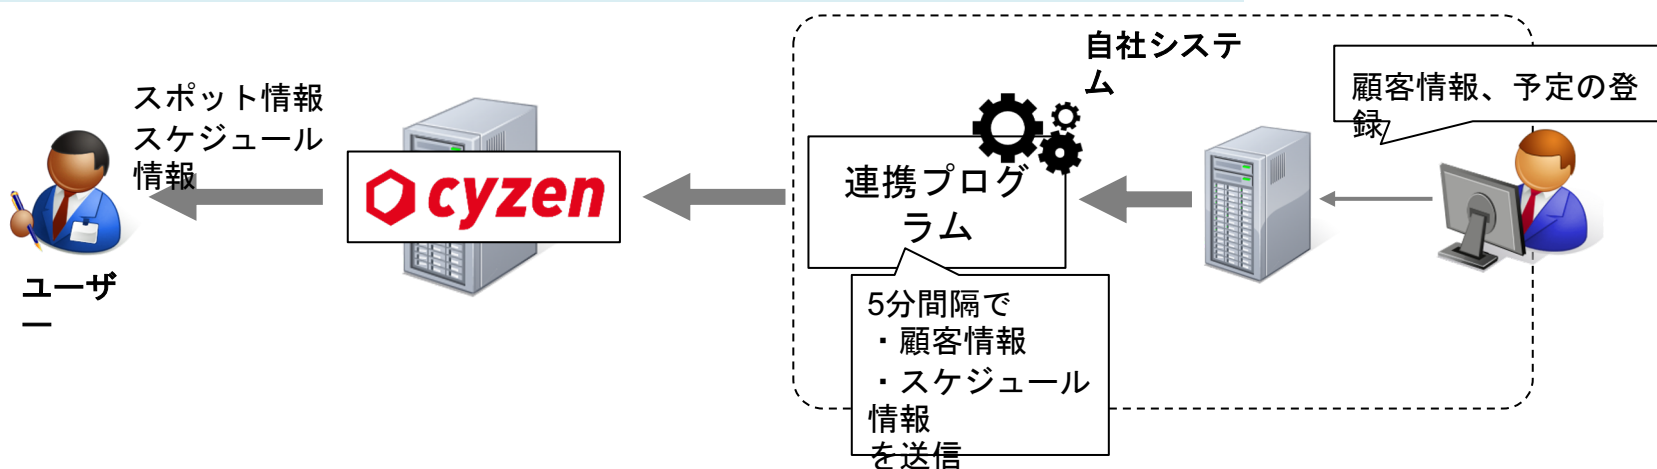 スポット情報
スケジュール
情報
ユーザ
ー
cyzen
自社システ
ム
連携プログ
ラム
5分間隔で
・顧客情報
・スケジュール
情報
を送信
顧客情報、予定の登
録